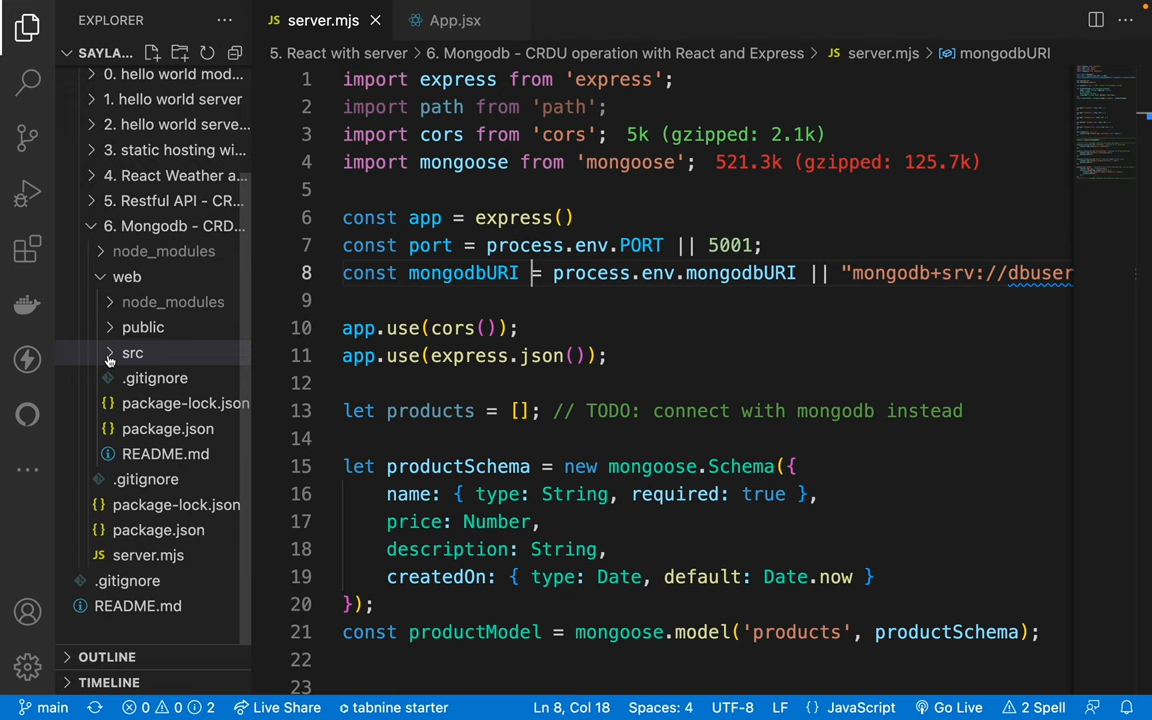 EXPLORER
SAYLA...
0. hello world mod...
1. hello world server
2. hello world serve...
3. static hosting wi...
4. React Weather a...
5. Restful API - CR...
6. Mongodb - CRD...
node_modules
web
node_modules
public
src
.gitignore
package-lock.json
package.json
README.md
.gitignore
package-lock.json
package.json
JS server.mjs
.gitignore
README.md
OUTLINE
TIMELINE
JS server.mjs
App.jsx
5. React with server > 6. Mongodb - CRDU operation with React and Express > JS server.mjs > mongodbURI
1 import express from 'express';
2 import path from 'path';
3 import cors from 'cors'; 5k (gzipped: 2.1k)
4 import mongoose from 'mongoose'; 521.3k (gzipped: 125.7k)
5
6 const app = express()
7 const port = process.env.PORT || 5001;
8 const mongodbURI = process.env.mongodbURI || "mongodb+srv://dbuser
9
10 app.use(cors());
11 app.use(express.json());
12
13 let products = []; // TODO: connect with mongodb instead
14
15 let productSchema = new mongoose.Schema({
16 name: { type: String, required: true },
17 price: Number,
18 description: String,
19 createdOn: { type: Date, default: Date.now }
20 });
21 const productModel = mongoose.model('products', productSchema);
22
23
main 0 0 2 Live Share tabnine starter Ln 8, Col 18 Spaces: 4 UTF-8 LF {} JavaScript Go Live 2 Spell